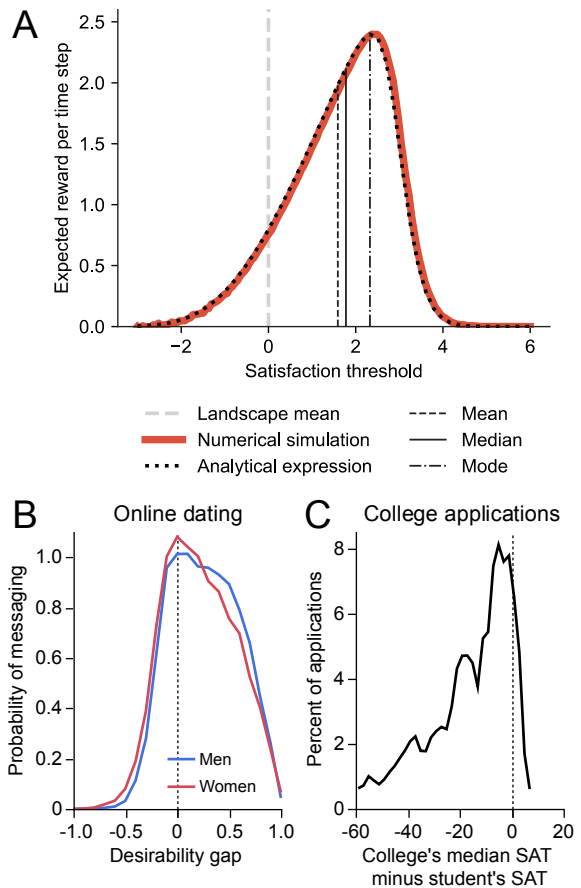 A
Expected reward per time step
2.5
2.0
1.5
1.0
0.5
0.0
−2
0
2
4
6
Satisfaction threshold
Landscape mean
Numerical simulation
Analytical expression
Mean
Median
Mode
B
Online dating
Probability of messaging
1.0
0.8
0.6
0.4
0.2
0
Men
Women
-1.0
-0.5
0
0.5
1.0
Desirability gap
C
College applications
Percent of applications
8
6
4
2
0
-60
-40
-20
0
20
College's median SAT
minus student's SAT